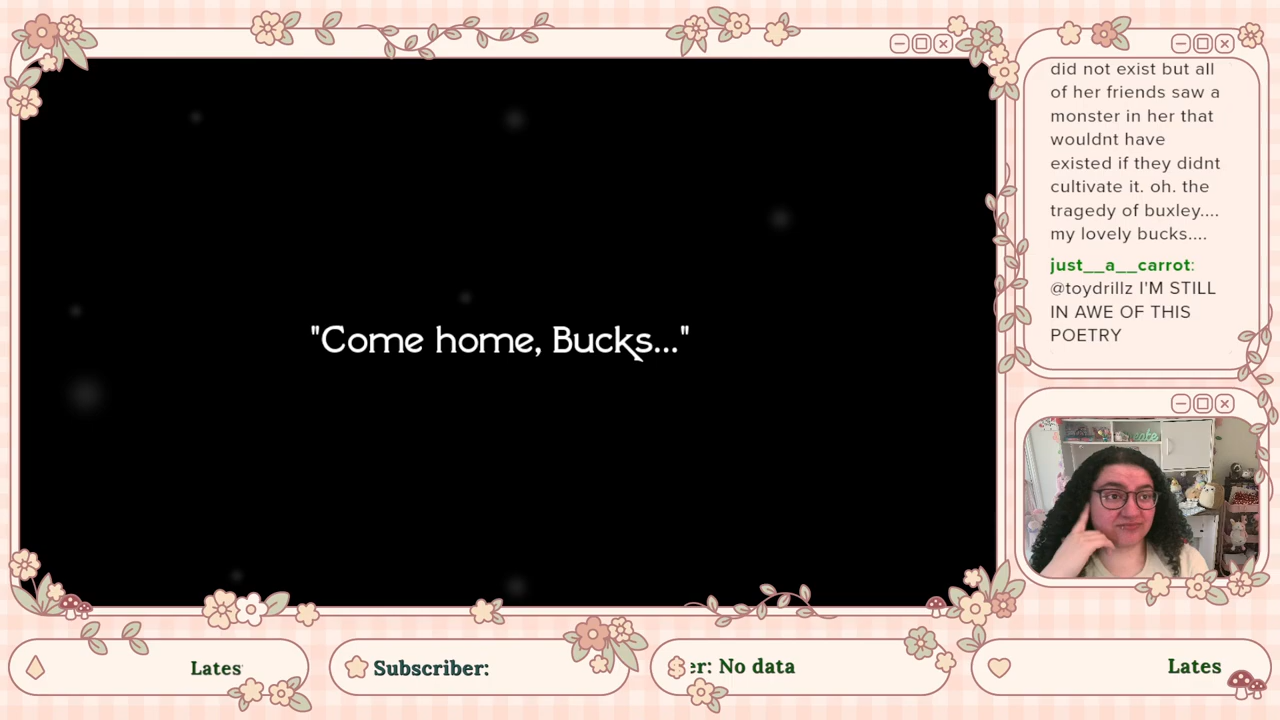 "Come home, Bucks..."
did not exist but all
of her friends saw a
monster in her that
wouldnt have
existed if they didnt
cultivate it. oh. the
tragedy of buxley....
my lovely bucks....
just__a__carrot:
@toydrillz I'M STILL
IN AWE OF THIS
POETRY
eate
Lates
Subscriber:
er: No data
Lates